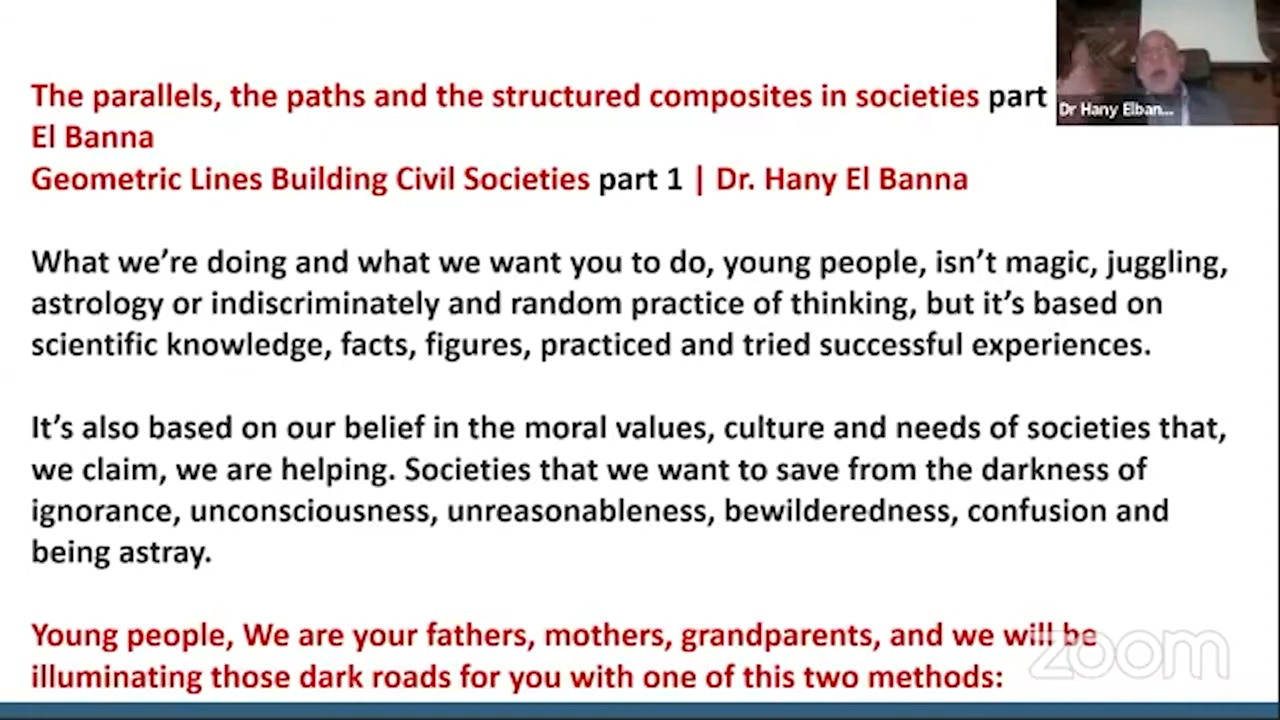 The parallels, the paths and the structured composites in societies part
El Banna
Geometric Lines Building Civil Societies part 1 | Dr. Hany El Banna
What we’re doing and what we want you to do, young people, isn’t magic, juggling,
astrology or indiscriminately and random practice of thinking, but it’s based on
scientific knowledge, facts, figures, practiced and tried successful experiences.
It’s also based on our belief in the moral values, culture and needs of societies that,
we claim, we are helping. Societies that we want to save from the darkness of
ignorance, unconsciousness, unreasonableness, bewilderedness, confusion and
being astray.
Young people, We are your fathers, mothers, grandparents, and we will be
illuminating those dark roads for you with one of this two methods:
Dr Hany Elban...
zoom